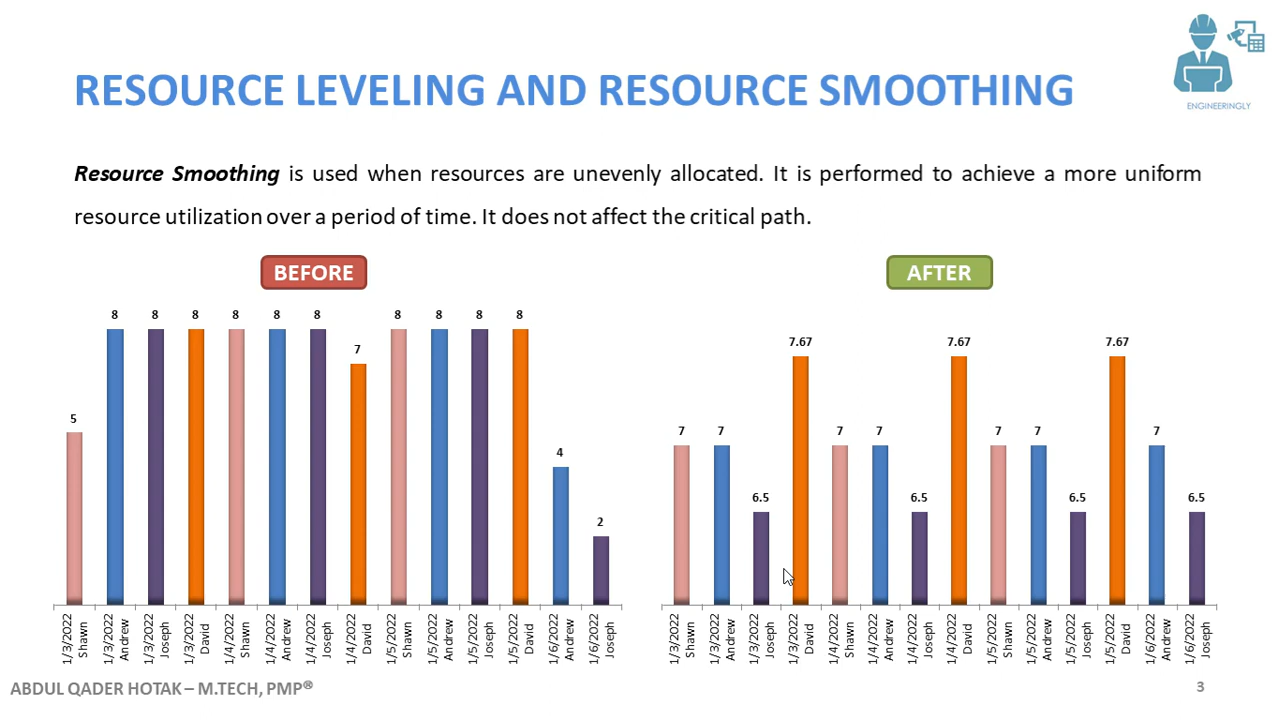 ENGINEERINGLY
RESOURCE LEVELING AND RESOURCE SMOOTHING
Resource Smoothing is used when resources are unevenly allocated. It is performed to achieve a more uniform
resource utilization over a period of time. It does not affect the critical path.
BEFORE
5
8
8
8
8
8
8
7
8
8
8
8
4
2
1/3/2022
Shawn
1/3/2022
Andrew
1/3/2022
Joseph
1/3/2022
David
1/4/2022
Shawn
1/4/2022
Andrew
1/4/2022
Joseph
1/4/2022
David
1/5/2022
Shawn
1/5/2022
Andrew
1/5/2022
Joseph
1/5/2022
David
1/6/2022
Andrew
1/6/2022
Joseph
AFTER
7
7
6.5
7.67
7
7
6.5
7.67
7
7
6.5
7.67
7
6.5
1/3/2022
Shawn
1/3/2022
Andrew
1/3/2022
Joseph
1/3/2022
David
1/4/2022
Shawn
1/4/2022
Andrew
1/4/2022
Joseph
1/4/2022
David
1/5/2022
Shawn
1/5/2022
Andrew
1/5/2022
Joseph
1/5/2022
David
1/6/2022
Andrew
1/6/2022
Joseph
ABDUL QADER HOTAK – M.TECH, PMP®
3